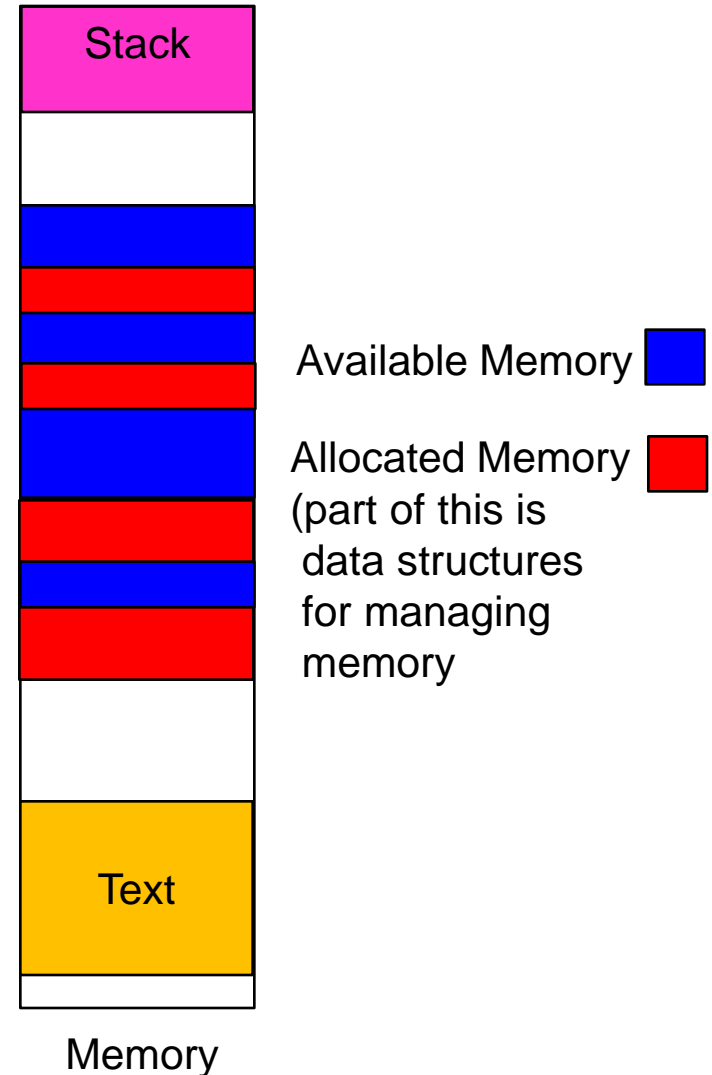 Stack
Available Memory
Allocated Memory
(part of this is
data structures
for managing
memory
Text
Memory